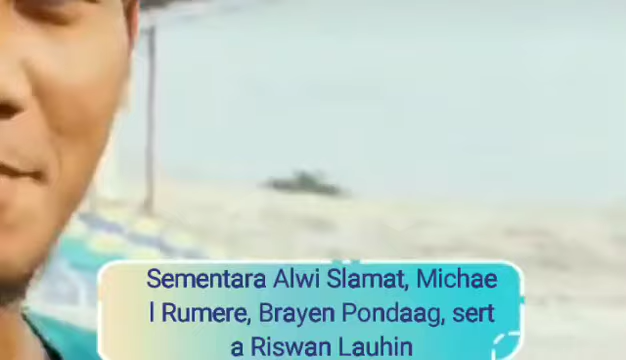 Sementara Alwi Slamat, Michae
l Rumere, Brayen Pondaag, sert
a Riswan Lauhin